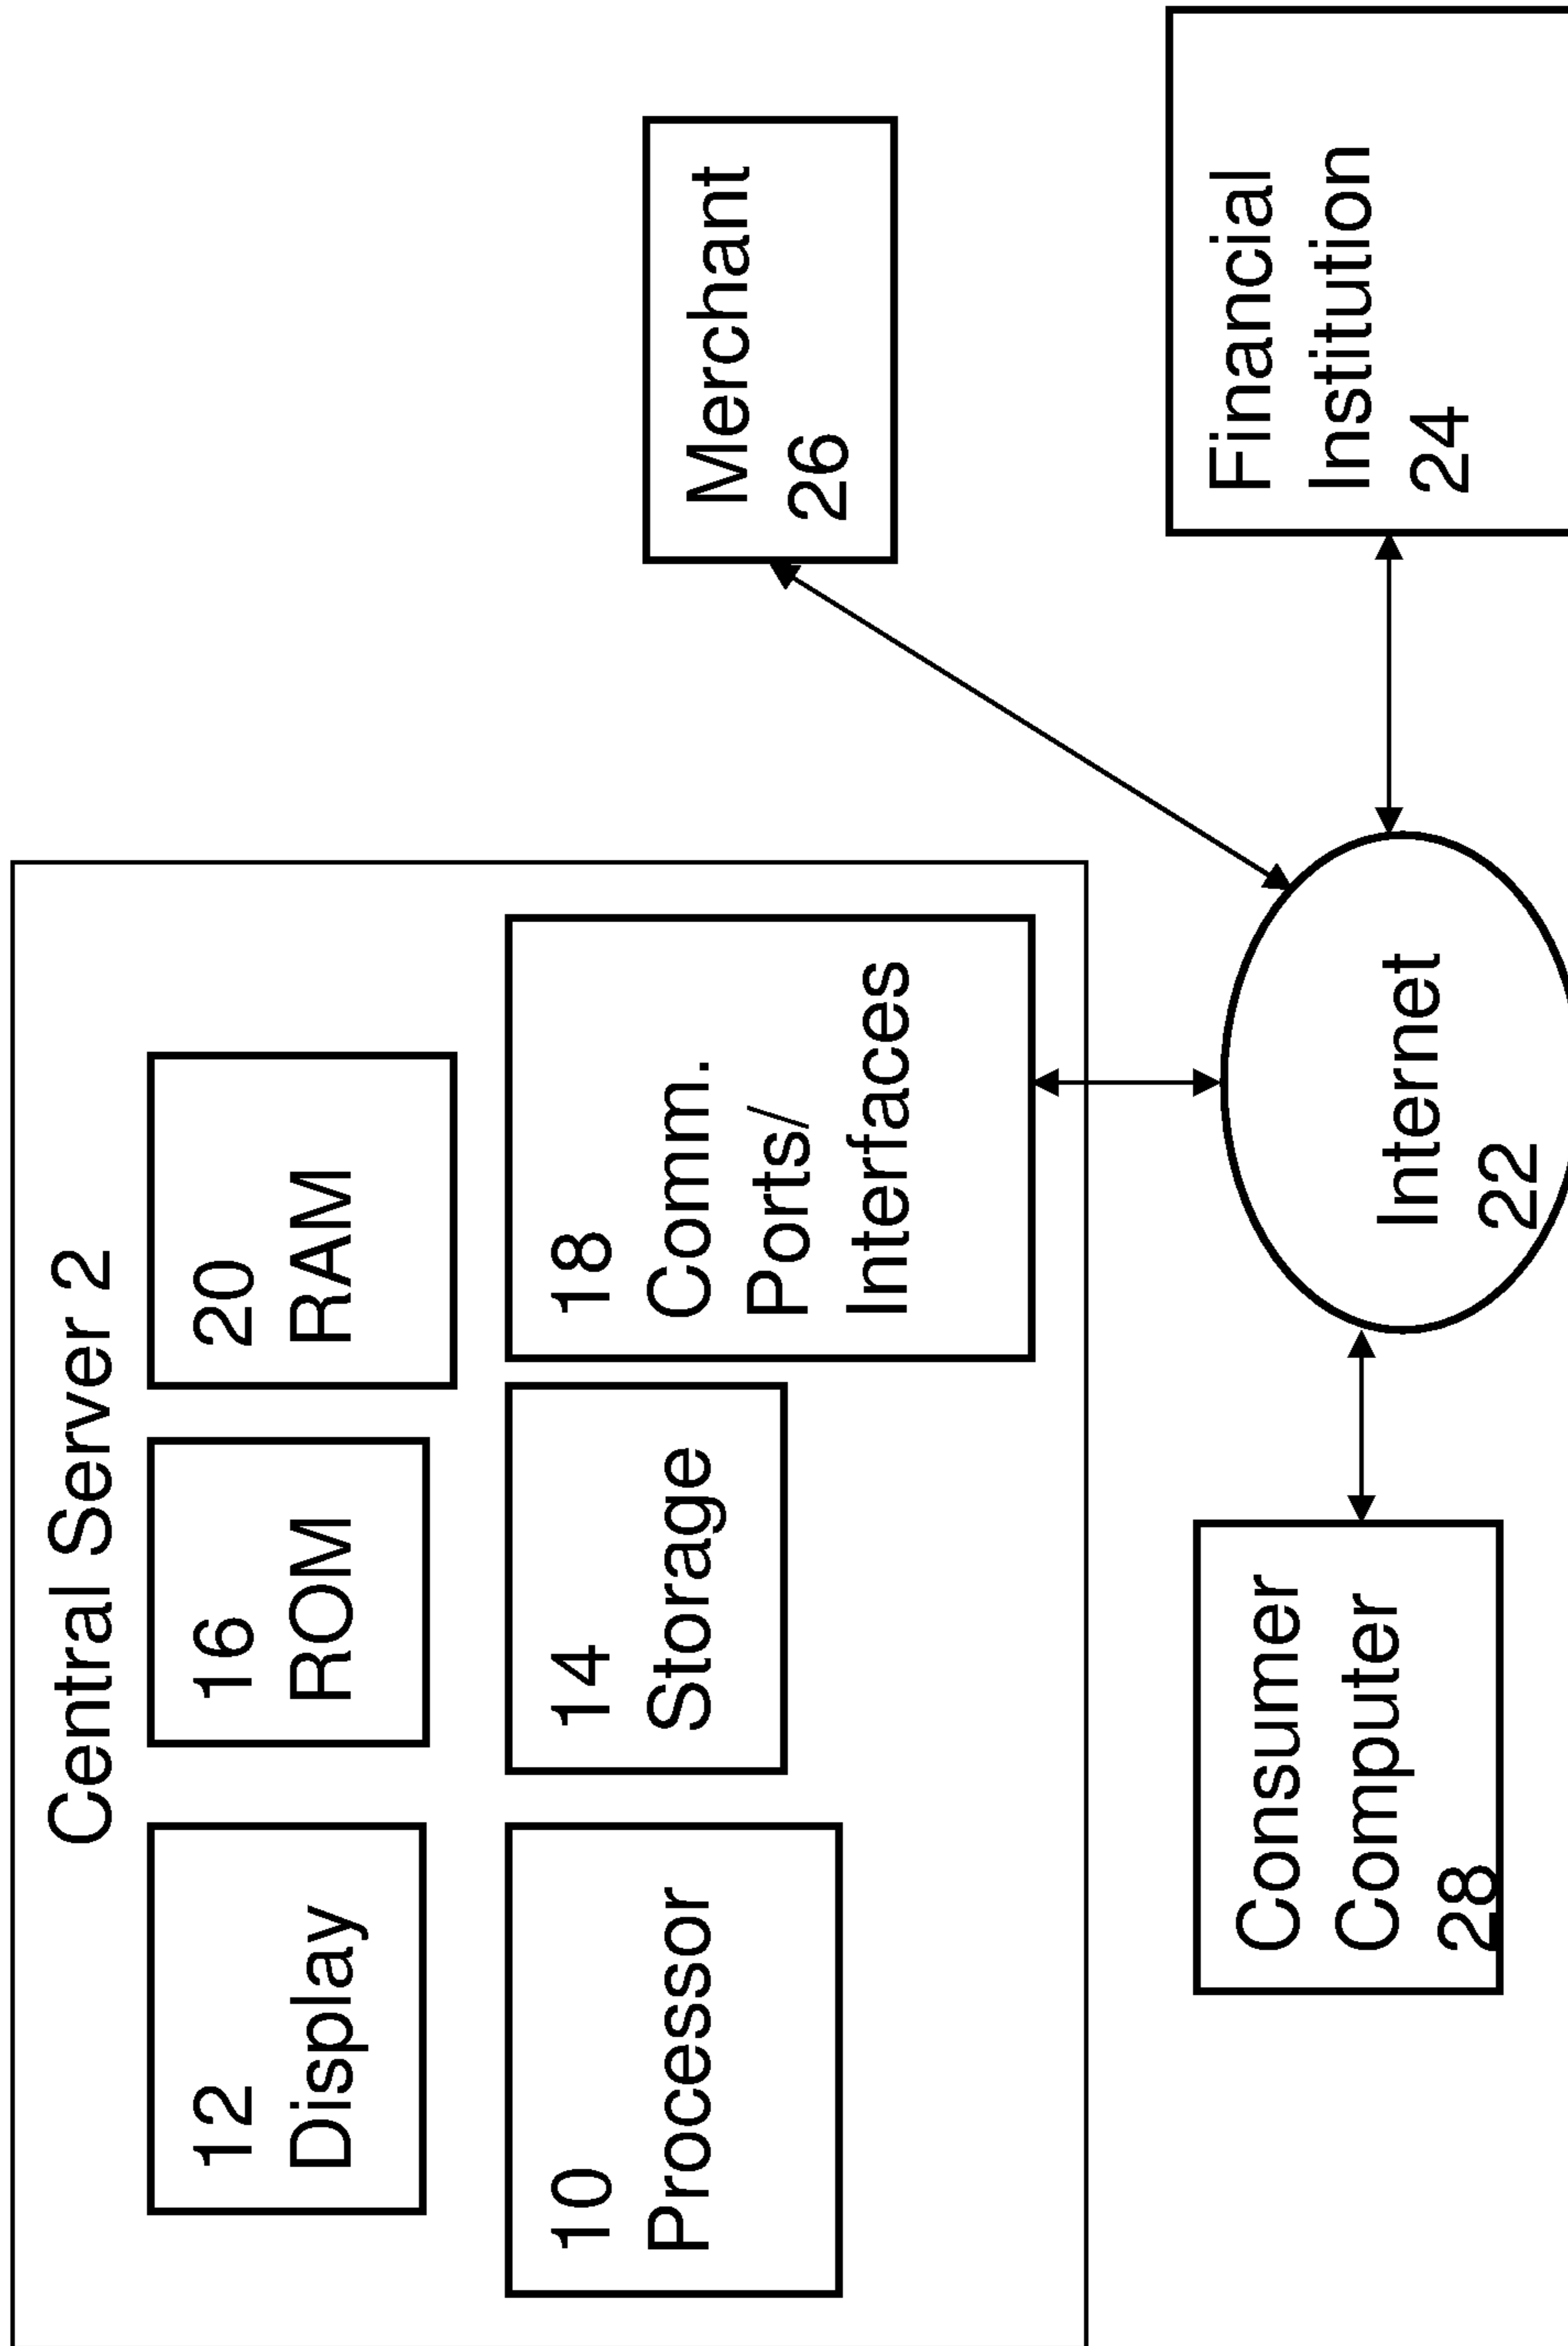 Central Server 2
12
Display
16
ROM
20
RAM
10
Processor
14
Storage
18
Comm.
Ports/
Interfaces
Merchant
26
Consumer
Computer
28
Internet
22
Financial
Institution
24